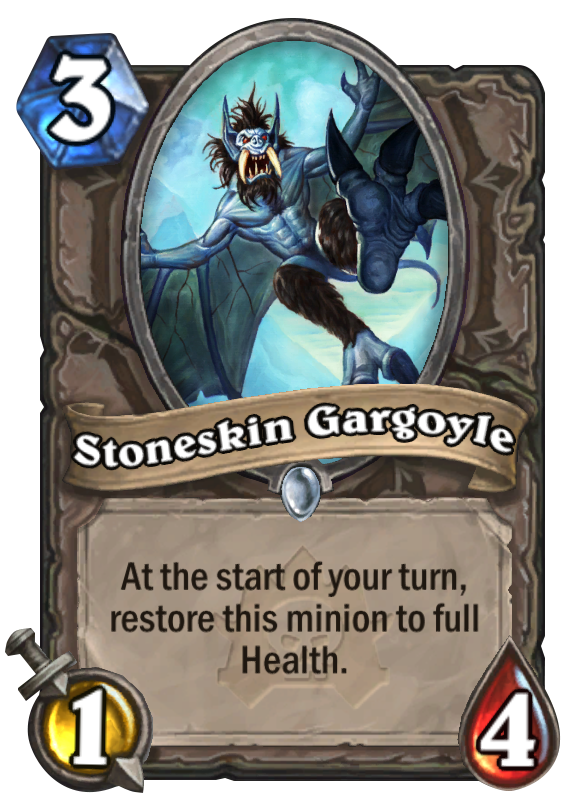 3
Stoneskin Gargoyle
At the start of your turn,
restore this minion to full
Health.
1
4